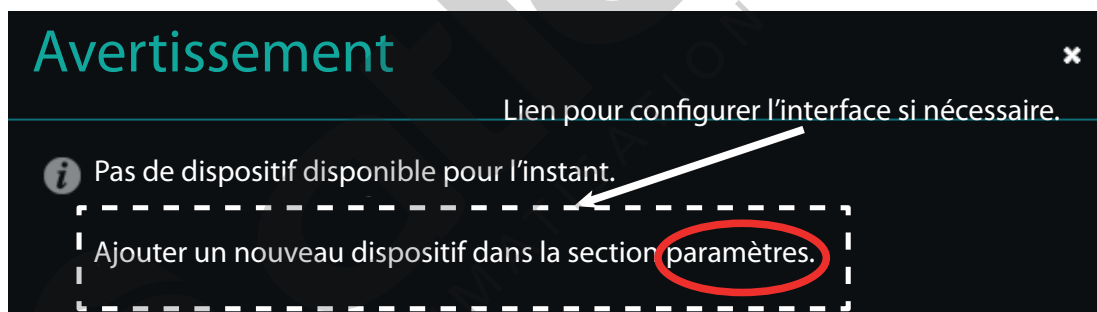 Avertissement
Lien pour configurer l’interface si nécessaire.
Pas de dispositif disponible pour l’instant.
Ajouter un nouveau dispositif dans la section paramètres.